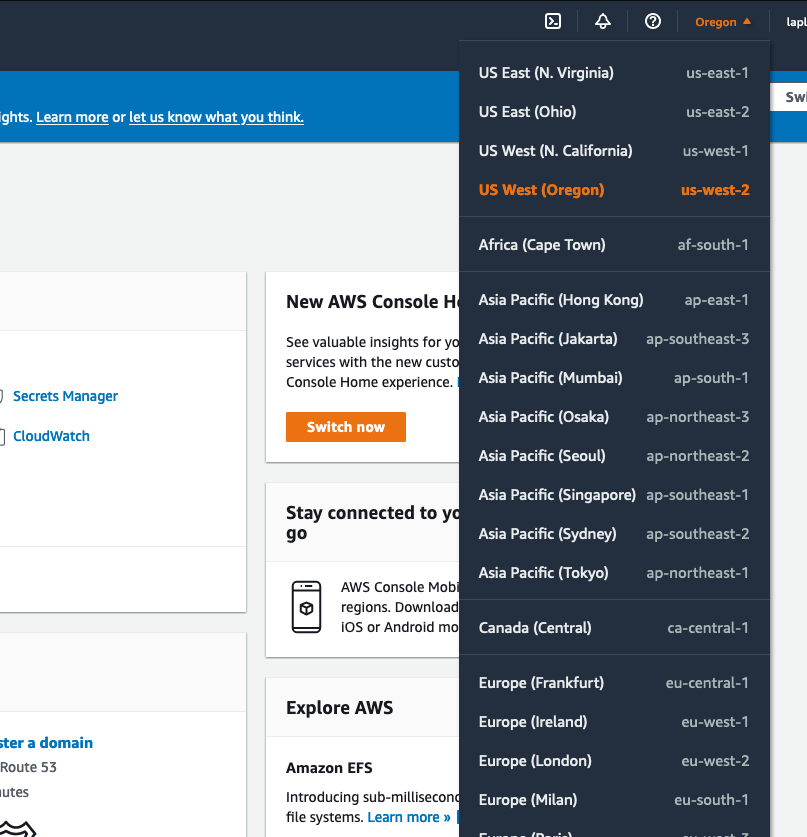 Oregon
lapl
US East (N. Virginia) us-east-1
US East (Ohio) us-east-2
US West (N. California) us-west-1
US West (Oregon) us-west-2
Africa (Cape Town) af-south-1
Asia Pacific (Hong Kong) ap-east-1
Asia Pacific (Jakarta) ap-southeast-3
Asia Pacific (Mumbai) ap-south-1
Asia Pacific (Osaka) ap-northeast-3
Asia Pacific (Seoul) ap-northeast-2
Asia Pacific (Singapore) ap-southeast-1
Asia Pacific (Sydney) ap-southeast-2
Asia Pacific (Tokyo) ap-northeast-1
Canada (Central) ca-central-1
Europe (Frankfurt) eu-central-1
Europe (Ireland) eu-west-1
Europe (London) eu-west-2
Europe (Milan) eu-south-1
Europe (Paris) eu-west-3
ights. Learn more or let us know what you think.
Swi
Secrets Manager
CloudWatch
ster a domain
Route 53
nutes
New AWS Console H
See valuable insights for yo
services with the new custo
Console Home experience.
Switch now
Stay connected to yo
go
AWS Console Mobi
regions. Download
iOS or Android mo
Explore AWS
Amazon EFS
Introducing sub-millisecond
file systems. Learn more »